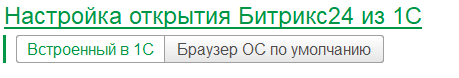 Настройка открытия Битрикс24 из 1С
Встроенный в 1С Браузер ОС по умолчанию